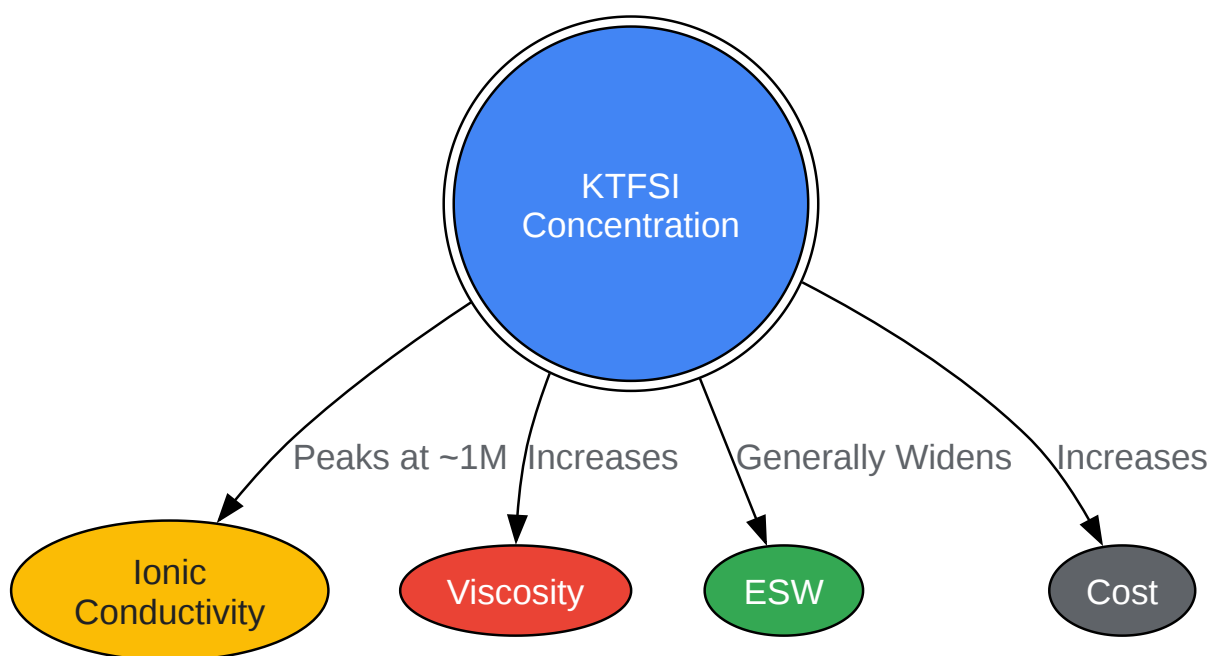 KTFSI
Concentration
Peaks at ~1M
Increases
Generally Widens
Increases
Ionic
Conductivity
Viscosity
ESW
Cost